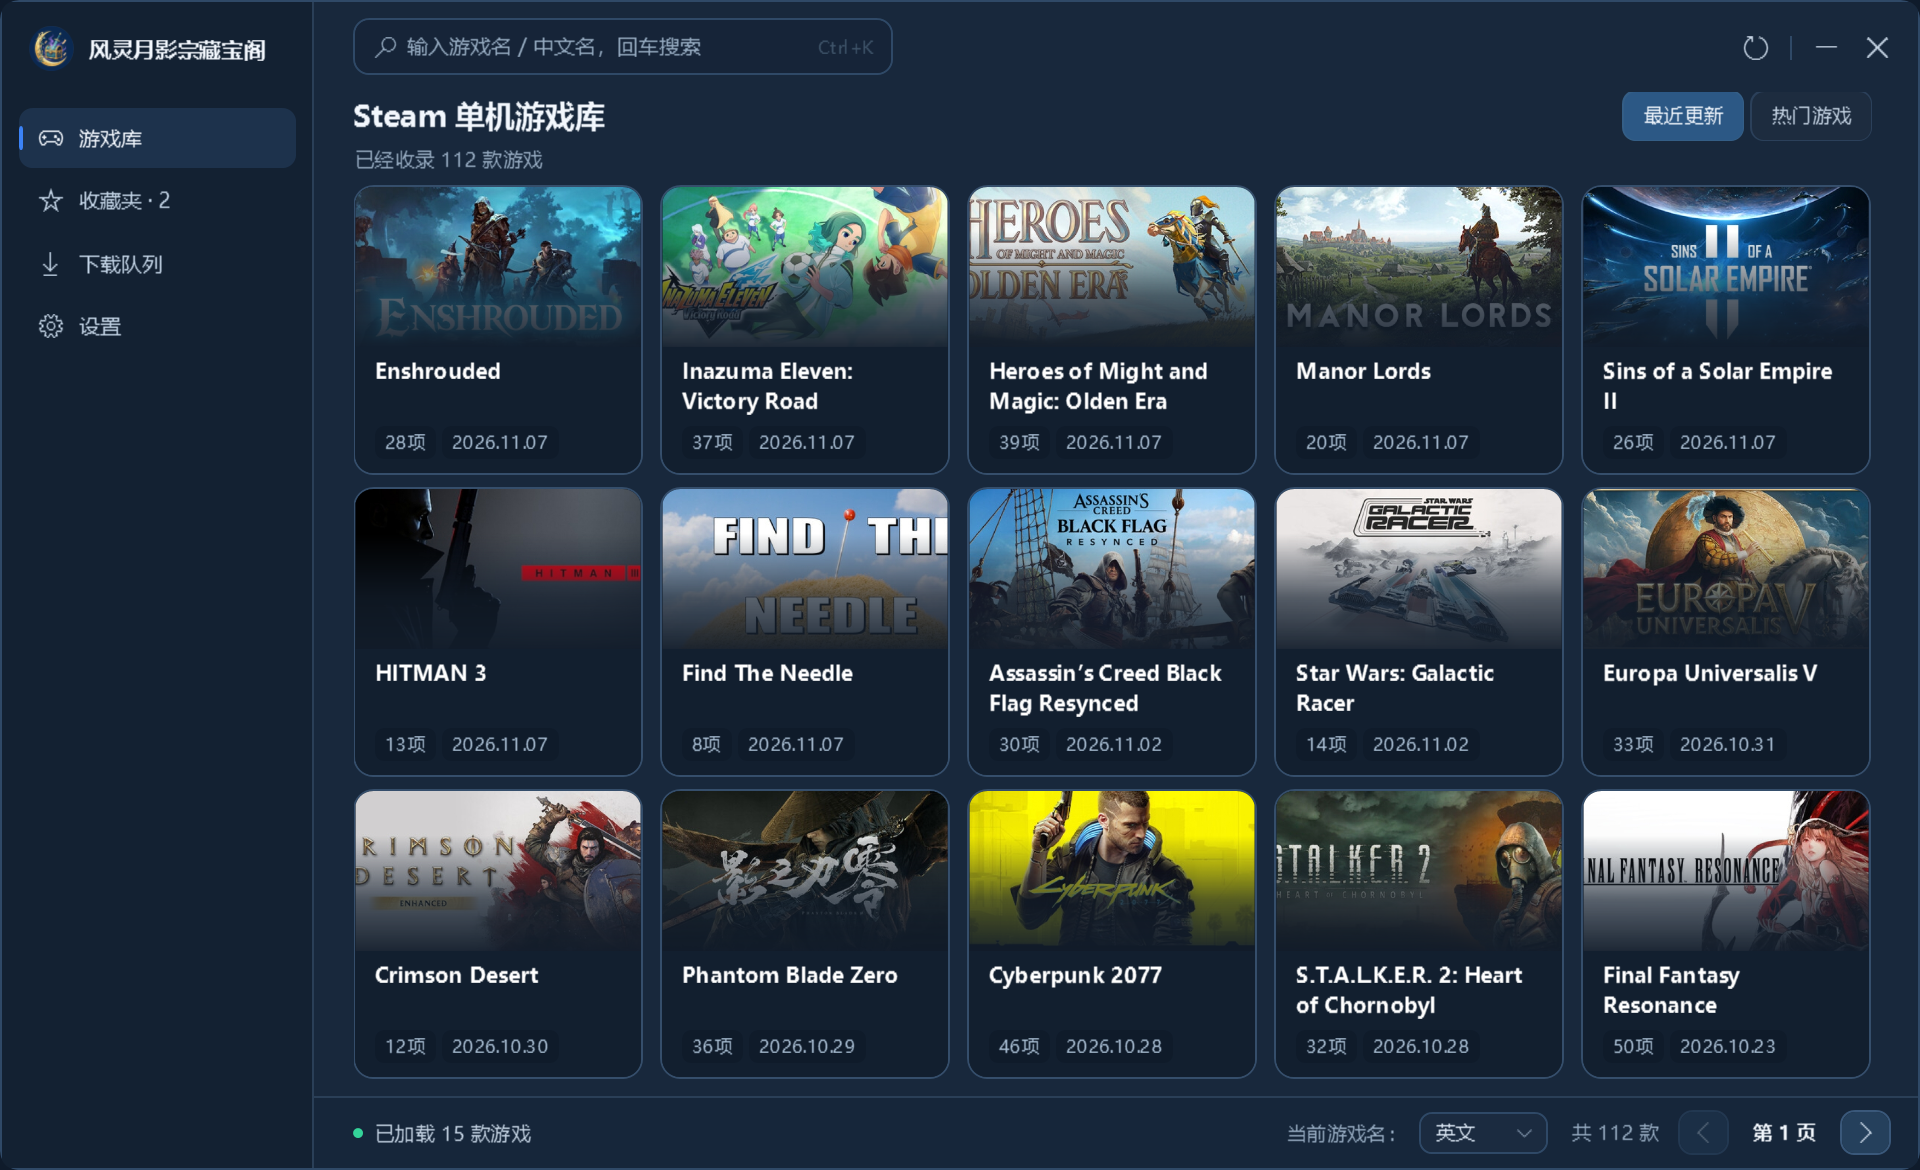 风灵月影宗藏宝阁
输入游戏名 / 中文名，回车搜索
Ctrl+K
游戏库
收藏夹 · 2
下载队列
设置
Steam 单机游戏库
已经收录 112 款游戏
最近更新
热门游戏
ENSHROUDED
Enshrouded
28项 2026.11.07
INAZUMA ELEVEN
Victory Road
Inazuma Eleven:
Victory Road
37项 2026.11.07
HEROES
OF MIGHT AND MAGIC
OLDEN ERA
Heroes of Might and
Magic: Olden Era
39项 2026.11.07
MANOR LORDS
Manor Lords
20项 2026.11.07
SINS II OF A
SOLAR EMPIRE
II
Sins of a Solar Empire
II
26项 2026.11.07
HITMAN III
HITMAN 3
13项 2026.11.07
FIND THE
NEEDLE
Find The Needle
8项 2026.11.07
ASSASSIN'S
CREED
BLACK FLAG
RESYNCED
Assassin’s Creed Black
Flag Resynced
30项 2026.11.02
STAR WARS
GALACTIC
RACER
Star Wars: Galactic
Racer
14项 2026.11.02
EUROPA V
UNIVERSALIS
Europa Universalis V
33项 2026.10.31
CRIMSON
DESERT
ENHANCED
Crimson Desert
12项 2026.10.30
影之刃零
Phantom Blade Zero
36项 2026.10.29
Cyberpunk
Cyberpunk 2077
46项 2026.10.28
STALKER 2
HEART OF CHORNOBYL
S.T.A.L.K.E.R. 2: Heart
of Chornobyl
32项 2026.10.28
NAL FANTASY RESONANCE
Final Fantasy
Resonance
50项 2026.10.23
已加载 15 款游戏
当前游戏名：
英文
共 112 款
第 1 页